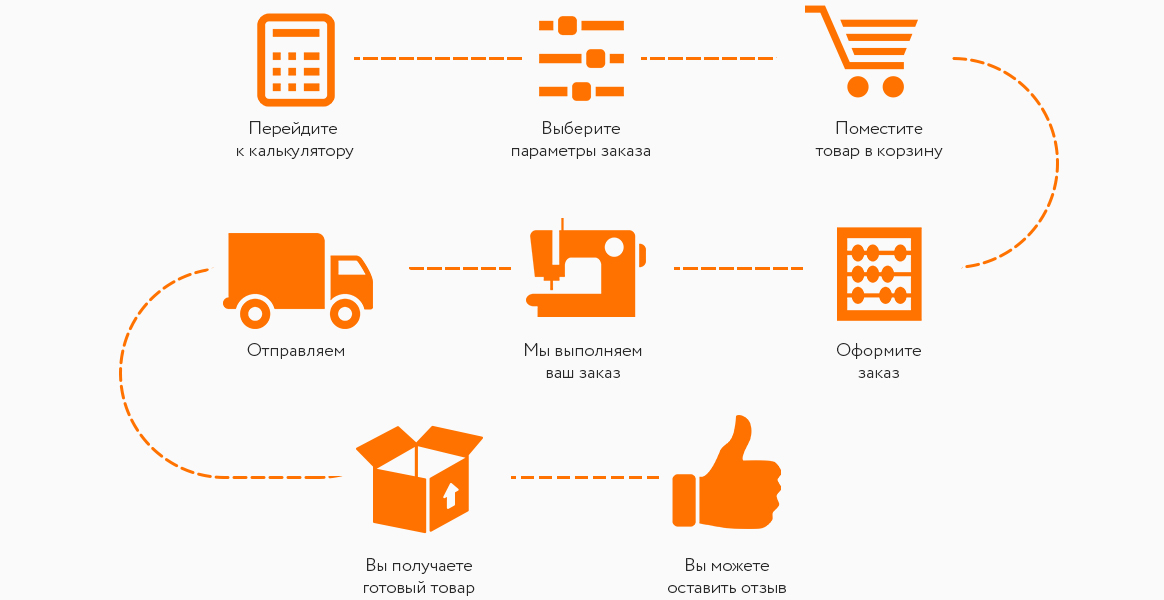 Перейдите
к калькулятору
Выберите
параметры заказа
Поместите
товар в корзину
Отправляем
Мы выполняем
ваш заказ
Оформите
заказ
Вы получаете
готовый товар
Вы можете
оставить отзыв